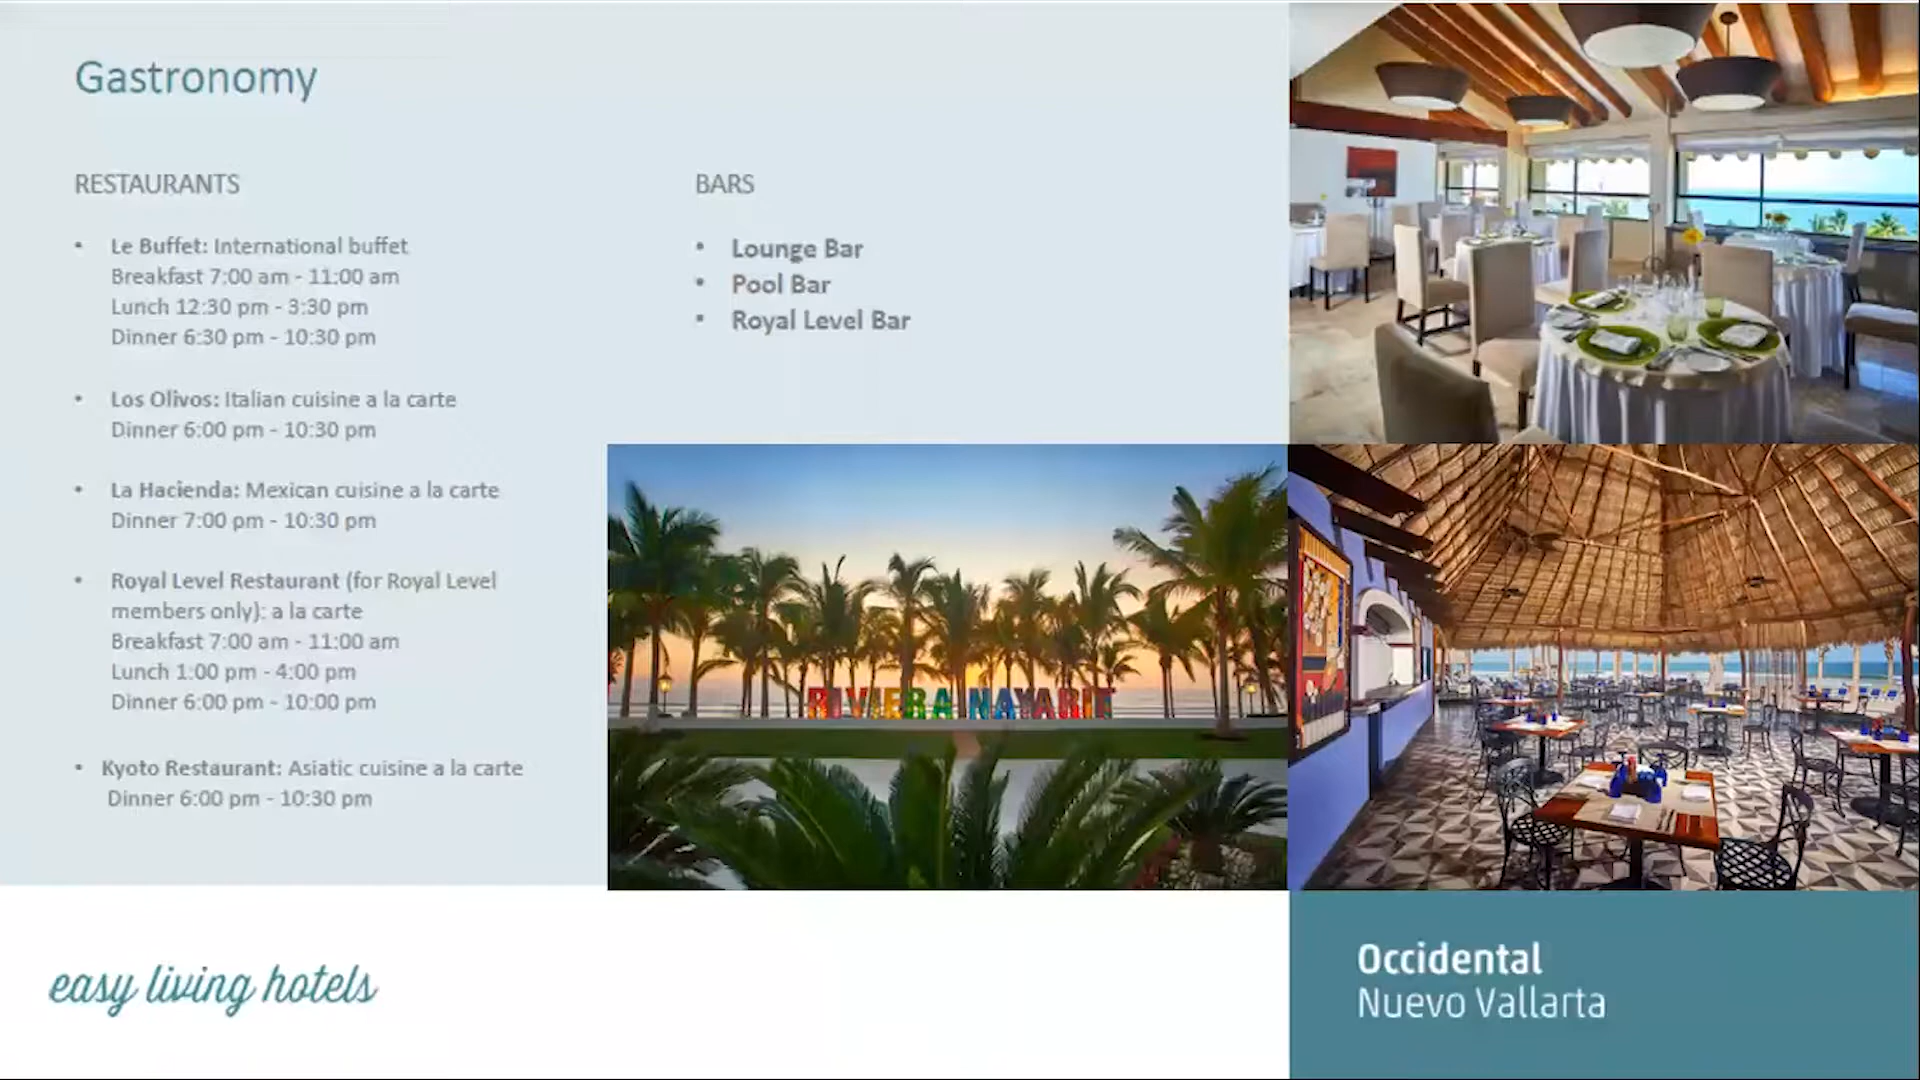 Gastronomy
RESTAURANTS
• Le Buffet: International buffet
Breakfast 7:00 am - 11:00 am
Lunch 12:30 pm - 3:30 pm
Dinner 6:30 pm - 10:30 pm
• Los Olivos: Italian cuisine a la carte
Dinner 6:00 pm - 10:30 pm
• La Hacienda: Mexican cuisine a la carte
Dinner 7:00 pm - 10:30 pm
• Royal Level Restaurant (for Royal Level
members only): a la carte
Breakfast 7:00 am - 11:00 am
Lunch 1:00 pm - 4:00 pm
Dinner 6:00 pm - 10:00 pm
• Kyoto Restaurant: Asiatic cuisine a la carte
Dinner 6:00 pm - 10:30 pm
BARS
• Lounge Bar
• Pool Bar
• Royal Level Bar
RIVIERA NAYARIT
easy living hotels
Occidental
Nuevo Vallarta